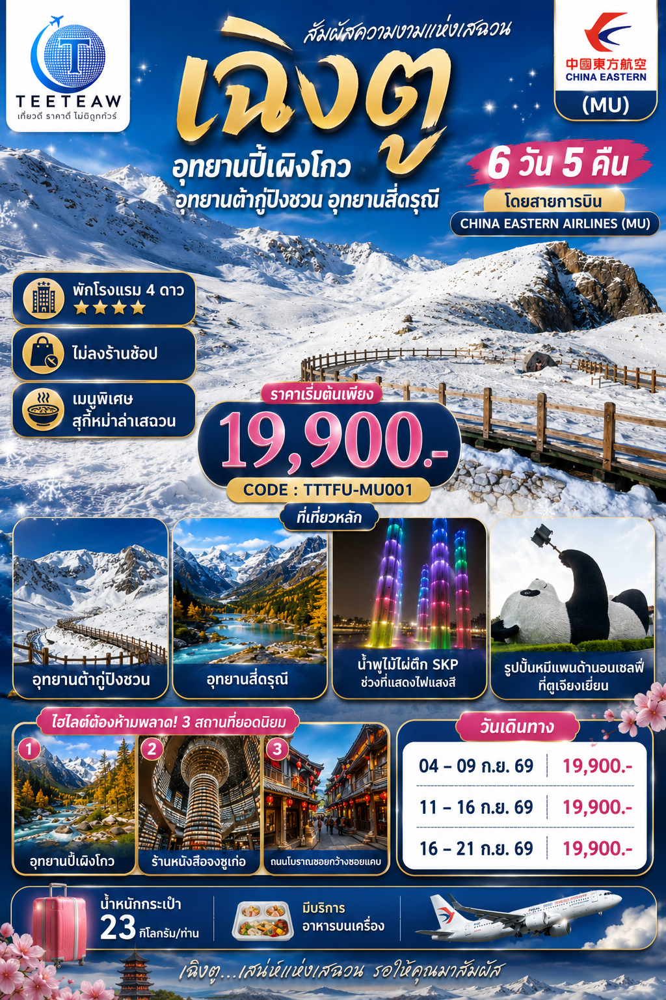 TEETEAW
เที่ยวดี ราคาดี ไม่มีถูกทัวร์
สัมผัสความงามแห่งเสฉวน
เฉิงตู
中國東方航空
CHINA EASTERN
(MU)
อุทยานปี้เผิงโกว
อุทยานต้ากู่ปิงชวน อุทยานสี่ดรุณี
6 วัน 5 คืน
โดยสายการบิน
CHINA EASTERN AIRLINES (MU)
พักโรงแรม 4 ดาว
ไม่ลงร้านช้อป
เมนูพิเศษ
สุกี้หม่าล่าเสฉวน
ราคาเริ่มต้นเพียง
19,900.-
CODE : TTTFU-MU001
ที่เที่ยวหลัก
อุทยานต้ากู่ปิงชวน
อุทยานสี่ดรุณี
น้ำพุไม้ไผ่ตึก SKP
ช่วงที่แสดงไฟแสงสี
รูปปั้นหมีแพนด้านอนเซลฟี่
ที่ตูเจียงเยี่ยน
ไฮไลต์ต้องห้ามพลาด! 3 สถานที่ยอดนิยม
1
อุทยานปี้เผิงโกว
2
ร้านหนังสือจงซูเก่อ
3
ถนนโบราณซอยกว้างซอยแคบ
วันเดินทาง
04 – 09 ก.ย. 69 19,900.-
11 – 16 ก.ย. 69 19,900.-
16 – 21 ก.ย. 69 19,900.-
น้ำหนักกระเป๋า
23 กิโลกรัม/ท่าน
มีบริการ
อาหารบนเครื่อง
เฉิงตู...เสน่ห์แห่งเสฉวน รอให้คุณมาสัมผัส